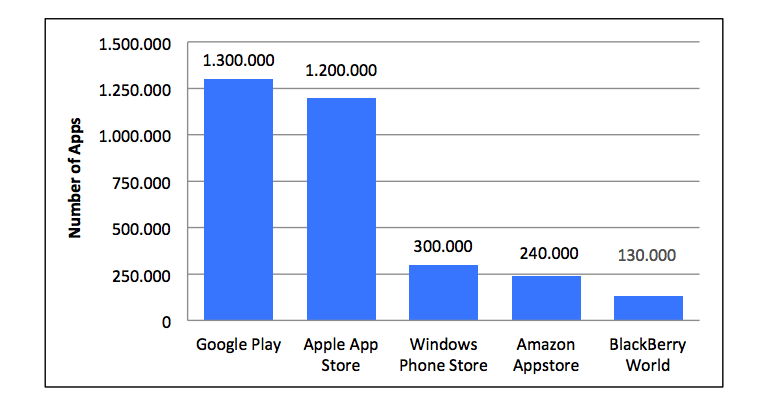 Number of Apps
1.500.000
1.250.000
1.000.000
750.000
500.000
250.000
0
1.300.000
1.200.000
300.000
240.000
130.000
Google Play
Apple App
Store
Windows
Phone Store
Amazon
Appstore
BlackBerry
World